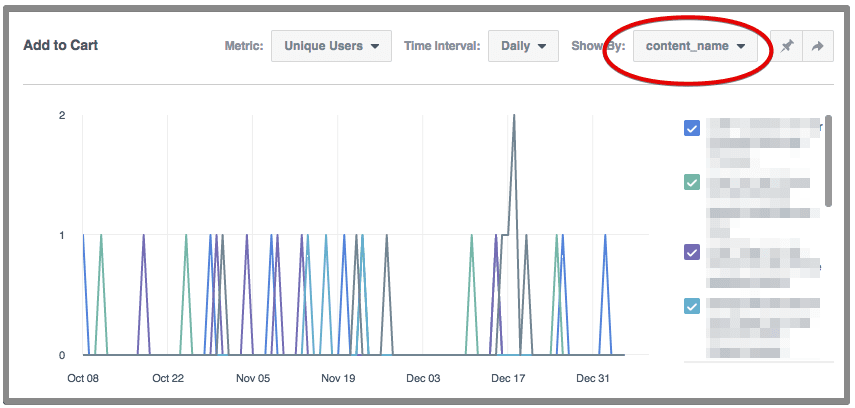 Add to Cart Metric: Unique Users Time Interval: Daily Show By: content_name
2
1
0
Oct 08 Oct 22 Nov 05 Nov 19 Dec 03 Dec 17 Dec 31